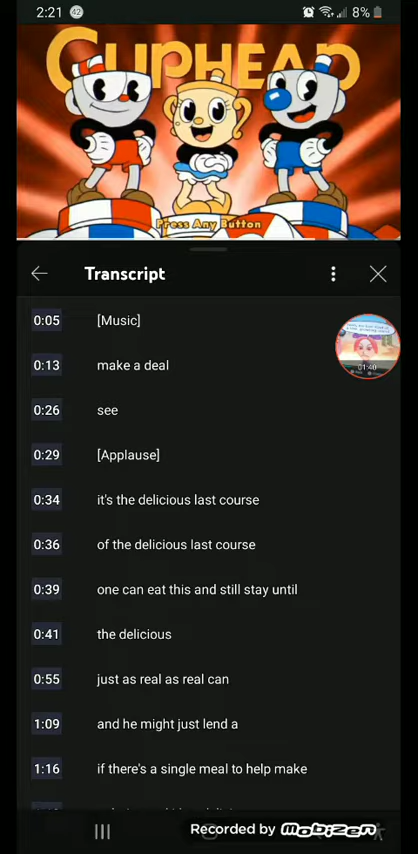 2:21
42
8%
CUPHEAD
Press Any Button
Transcript
0:05 [Music]
0:13 make a deal
0:26 see
0:29 [Applause]
0:34 it's the delicious last course
0:36 of the delicious last course
0:39 one can eat this and still stay until
0:41 the delicious
0:55 just as real as real can
1:09 and he might just lend a
1:16 if there's a single meal to help make
01:40
Recorded by mobizen